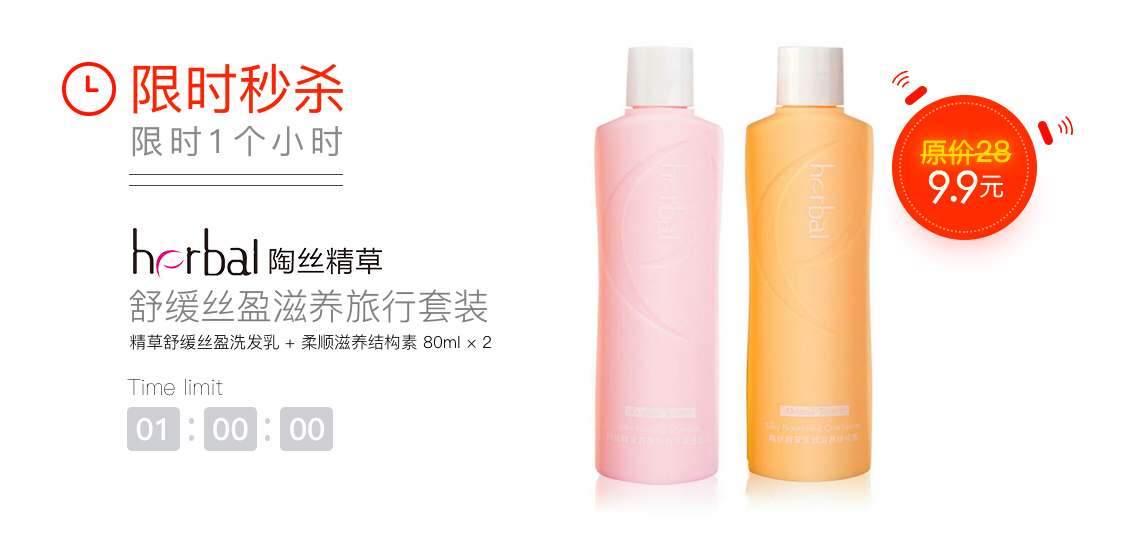 限时秒杀
限时1个小时
herbal 陶丝精草
舒缓丝盈滋养旅行套装
精草舒缓丝盈洗发乳 + 柔顺滋养结构素 80ml × 2
Time limit
01 : 00 : 00
herbal
herbal
Silky Nourishing Conditioner
原价28
9.9元